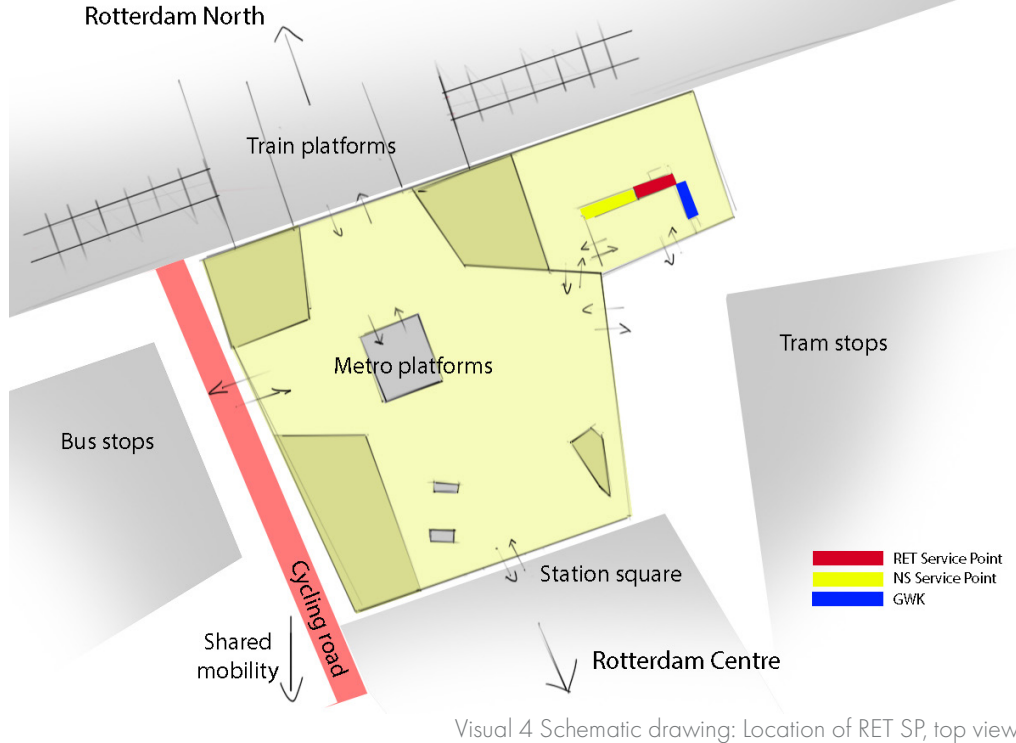 Rotterdam North
Train platforms
Metro platforms
Tram stops
Bus stops
RET Service Point
NS Service Point
GWK
Cycling road
Station square
Shared
mobility
Rotterdam Centre
Visual 4 Schematic drawing: Location of RET SP, top view